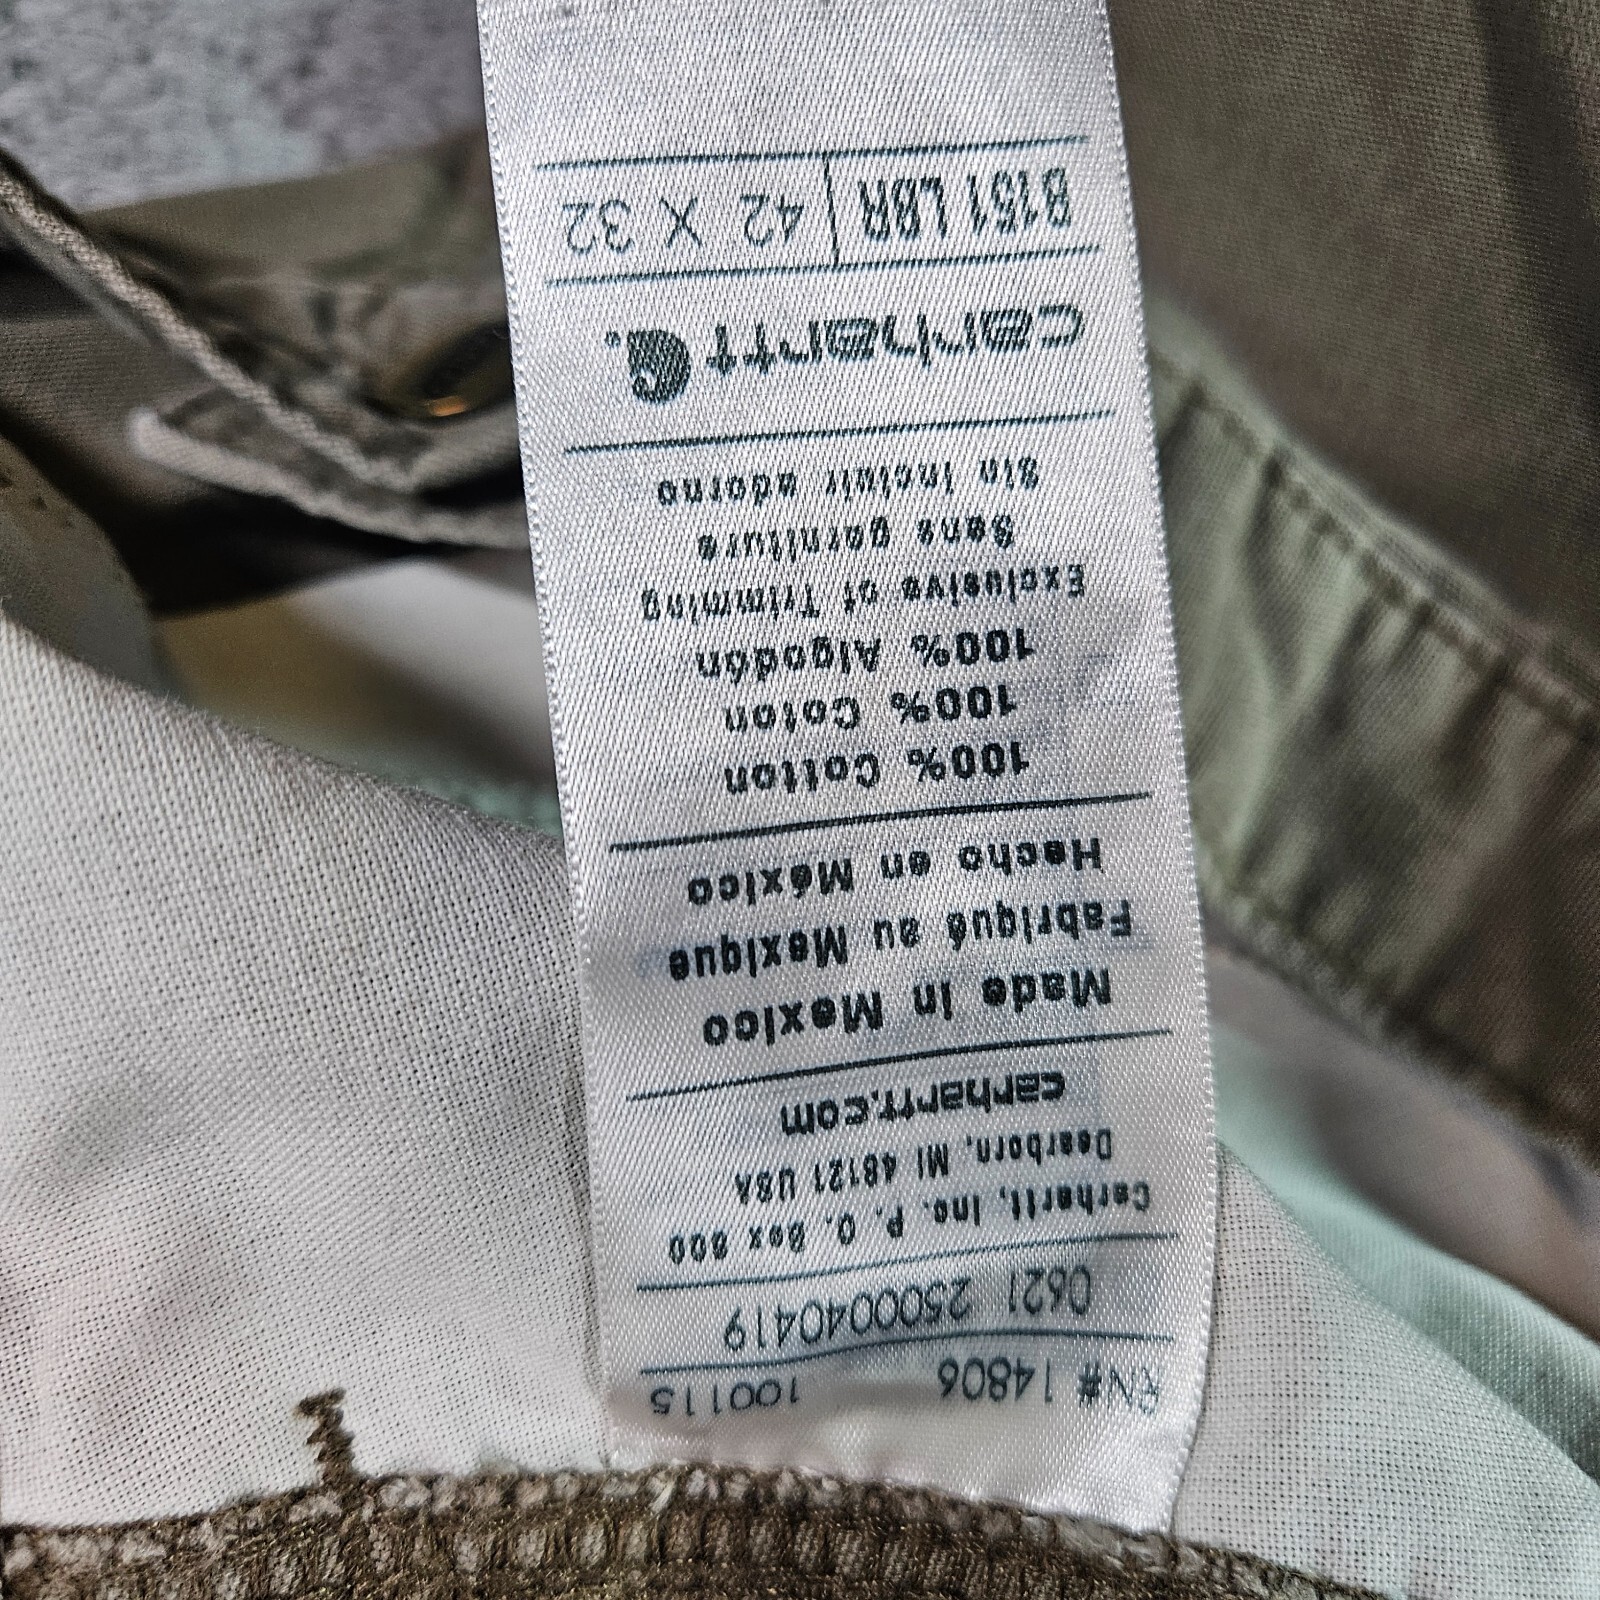 RN# 14806 100115
0621 2500040419
Carhartt, Inc. P. O. Box 600
Dearborn, MI 48121 USA
carhartt.com
Made in Mexico
Fabriqué au Mexique
Hecho en México
100% Cotton
100% Coton
100% Algodón
Exclusive of Trimming
Sans garniture
Sin incluir adorno
carhartt
B151 LBR 42 X 32